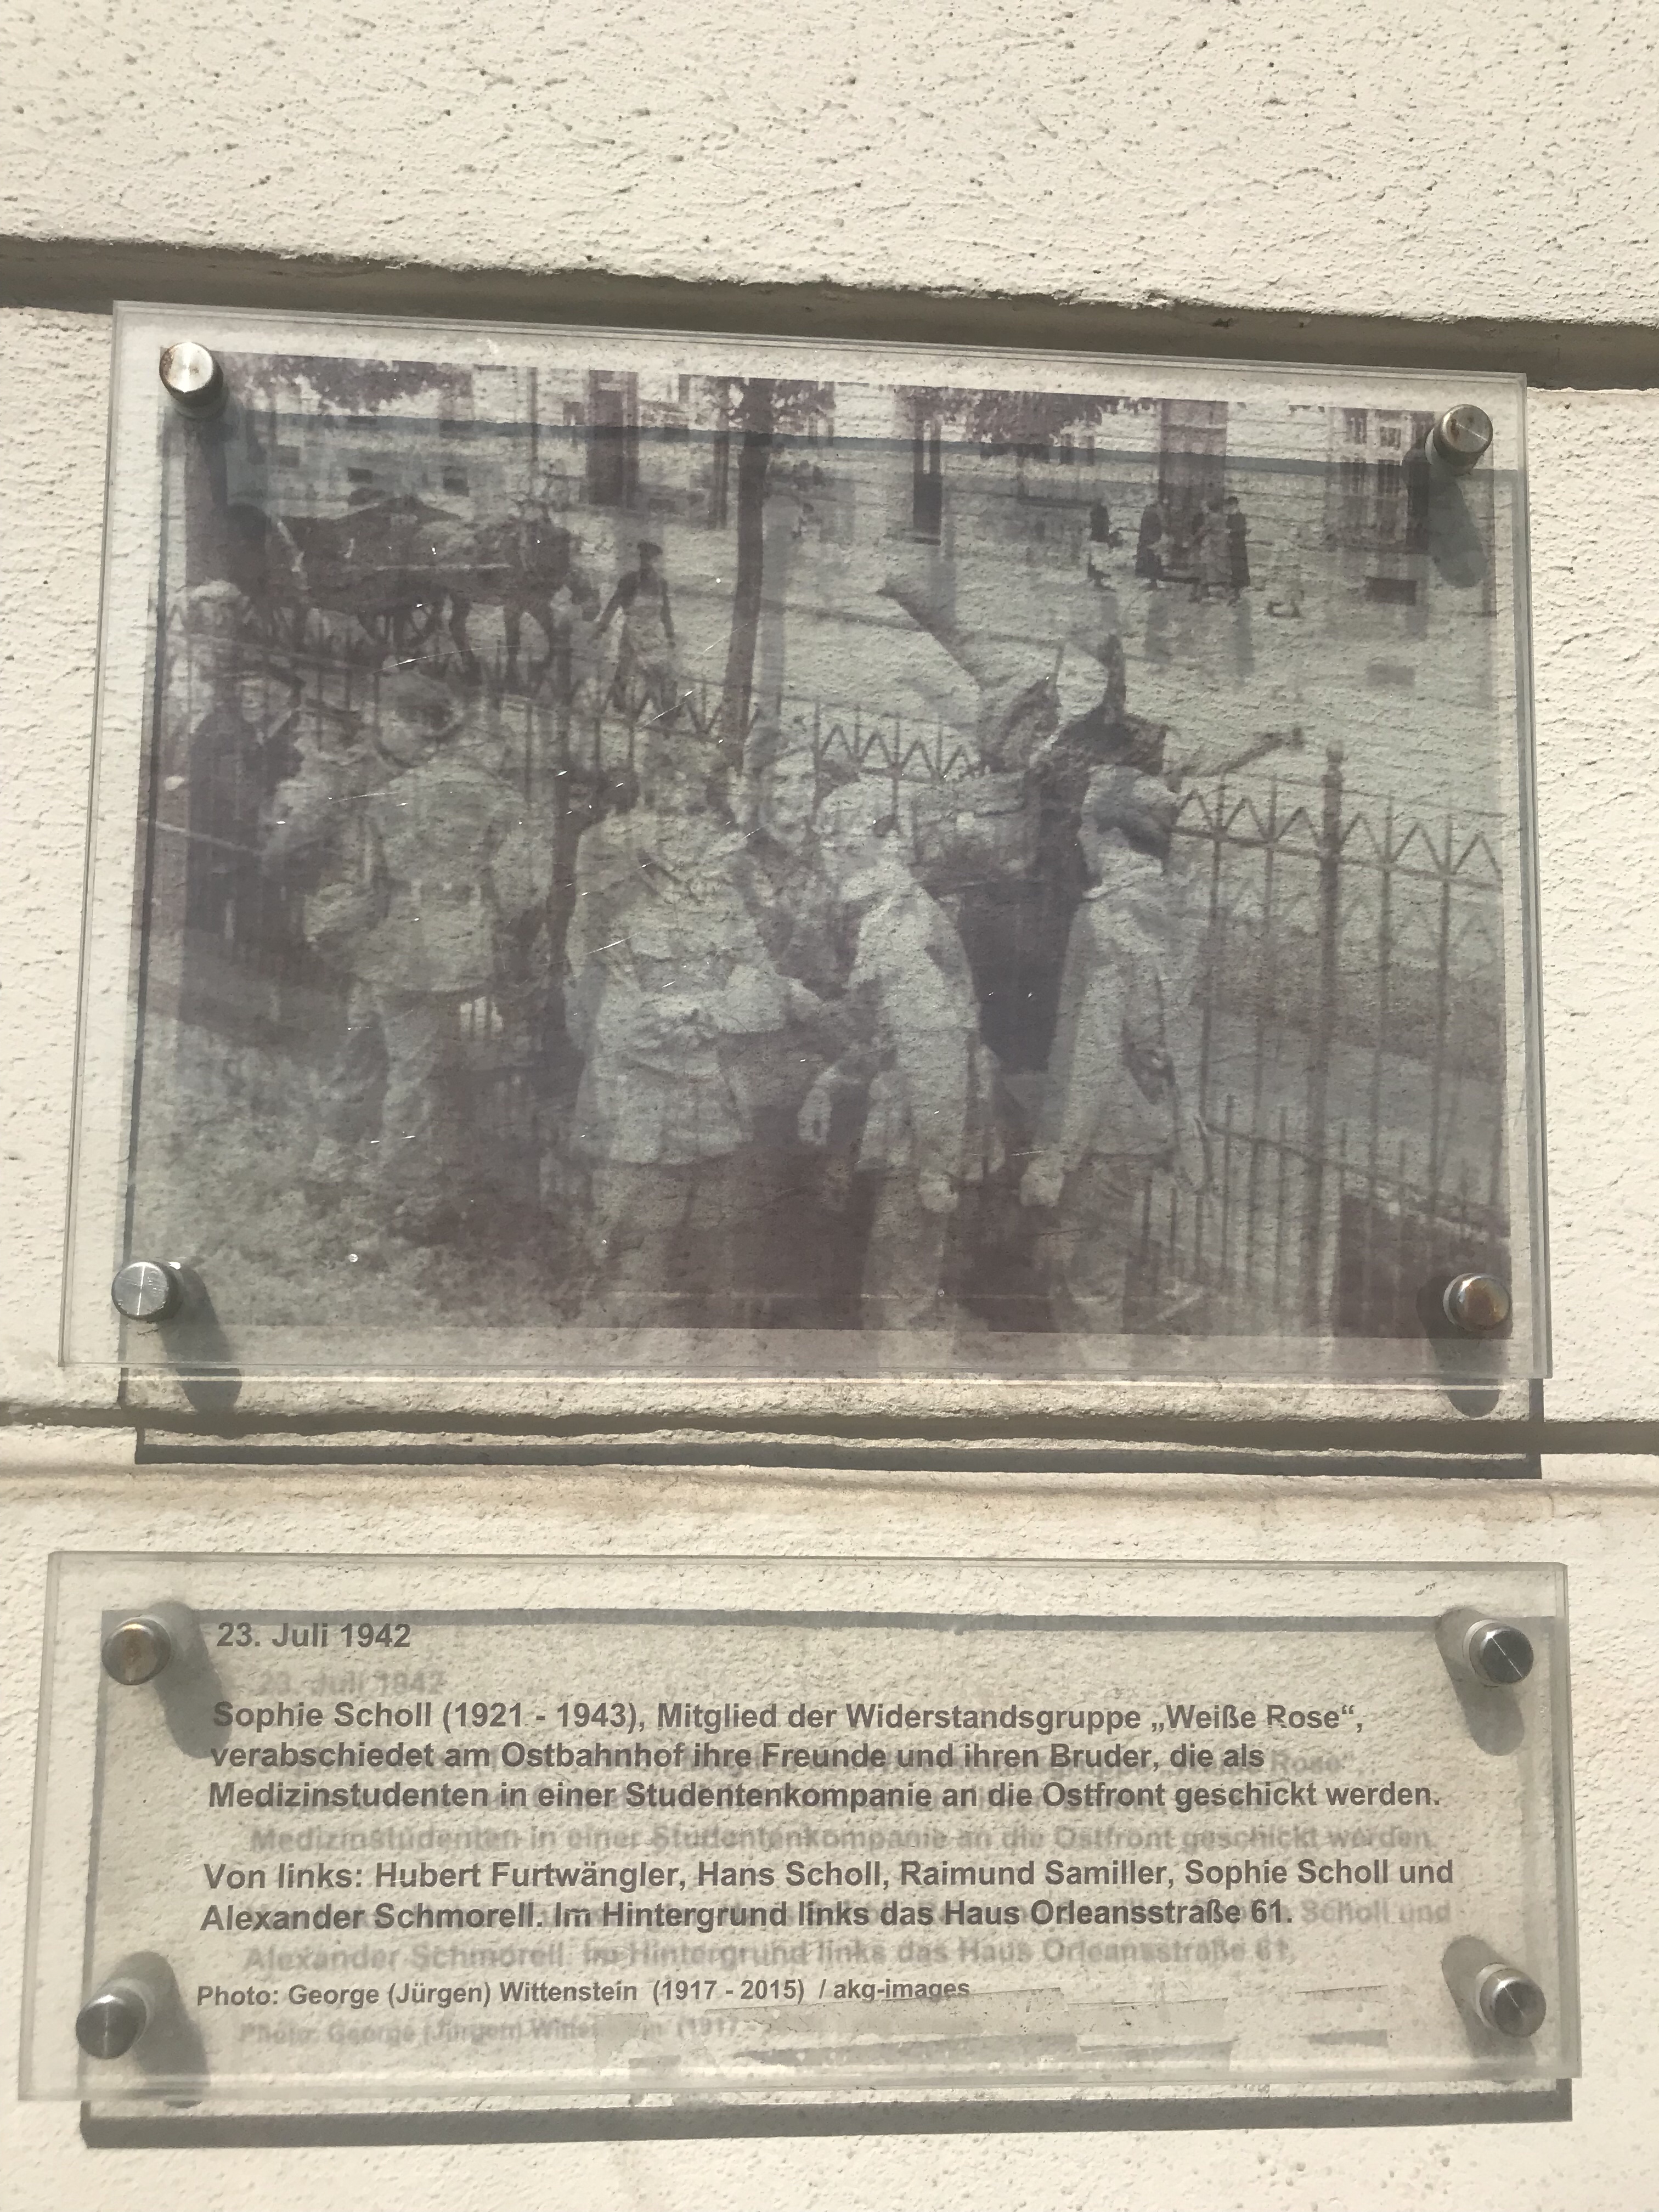 23. Juli 1942
Sophie Scholl (1921 - 1943), Mitglied der Widerstandsgruppe „Weiße Rose“,
verabschiedet am Ostbahnhof ihre Freunde und ihren Bruder, die als
Medizinstudenten in einer Studentenkompanie an die Ostfront geschickt werden.
Von links: Hubert Furtwängler, Hans Scholl, Raimund Samiller, Sophie Scholl und
Alexander Schmorell. Im Hintergrund links das Haus Orleansstraße 61.
Photo: George (Jürgen) Wittenstein (1917 - 2015) / akg-images